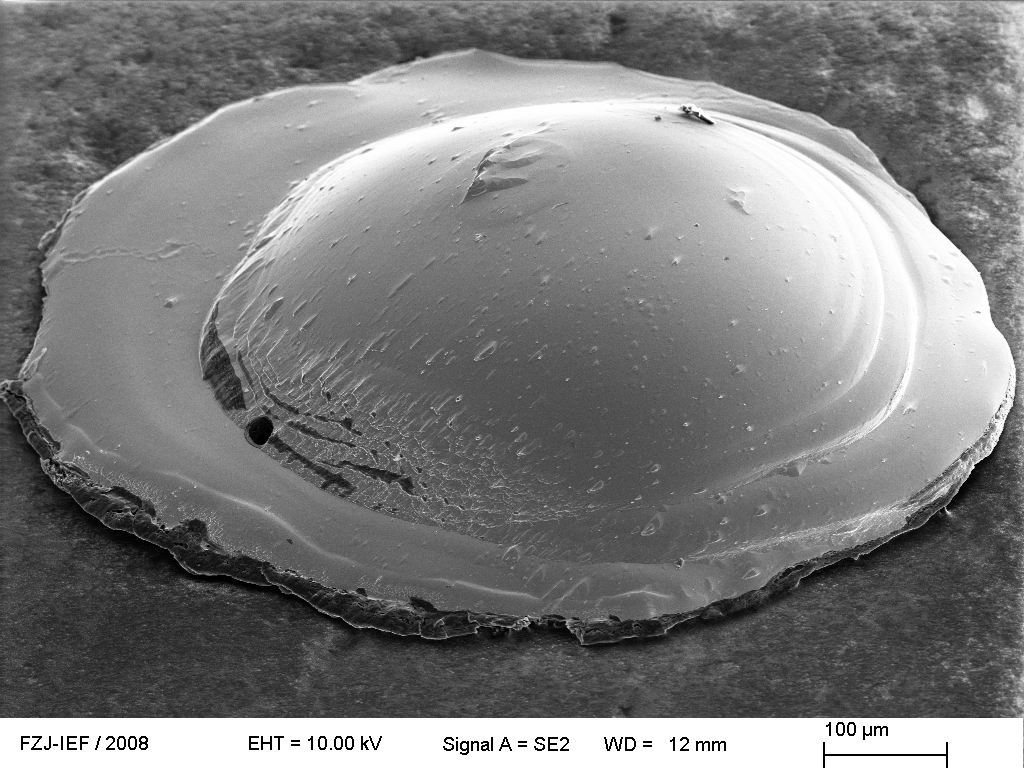 FZJ-IEF / 2008 EHT = 10.00 kV Signal A = SE2 WD = 12 mm 100 µm